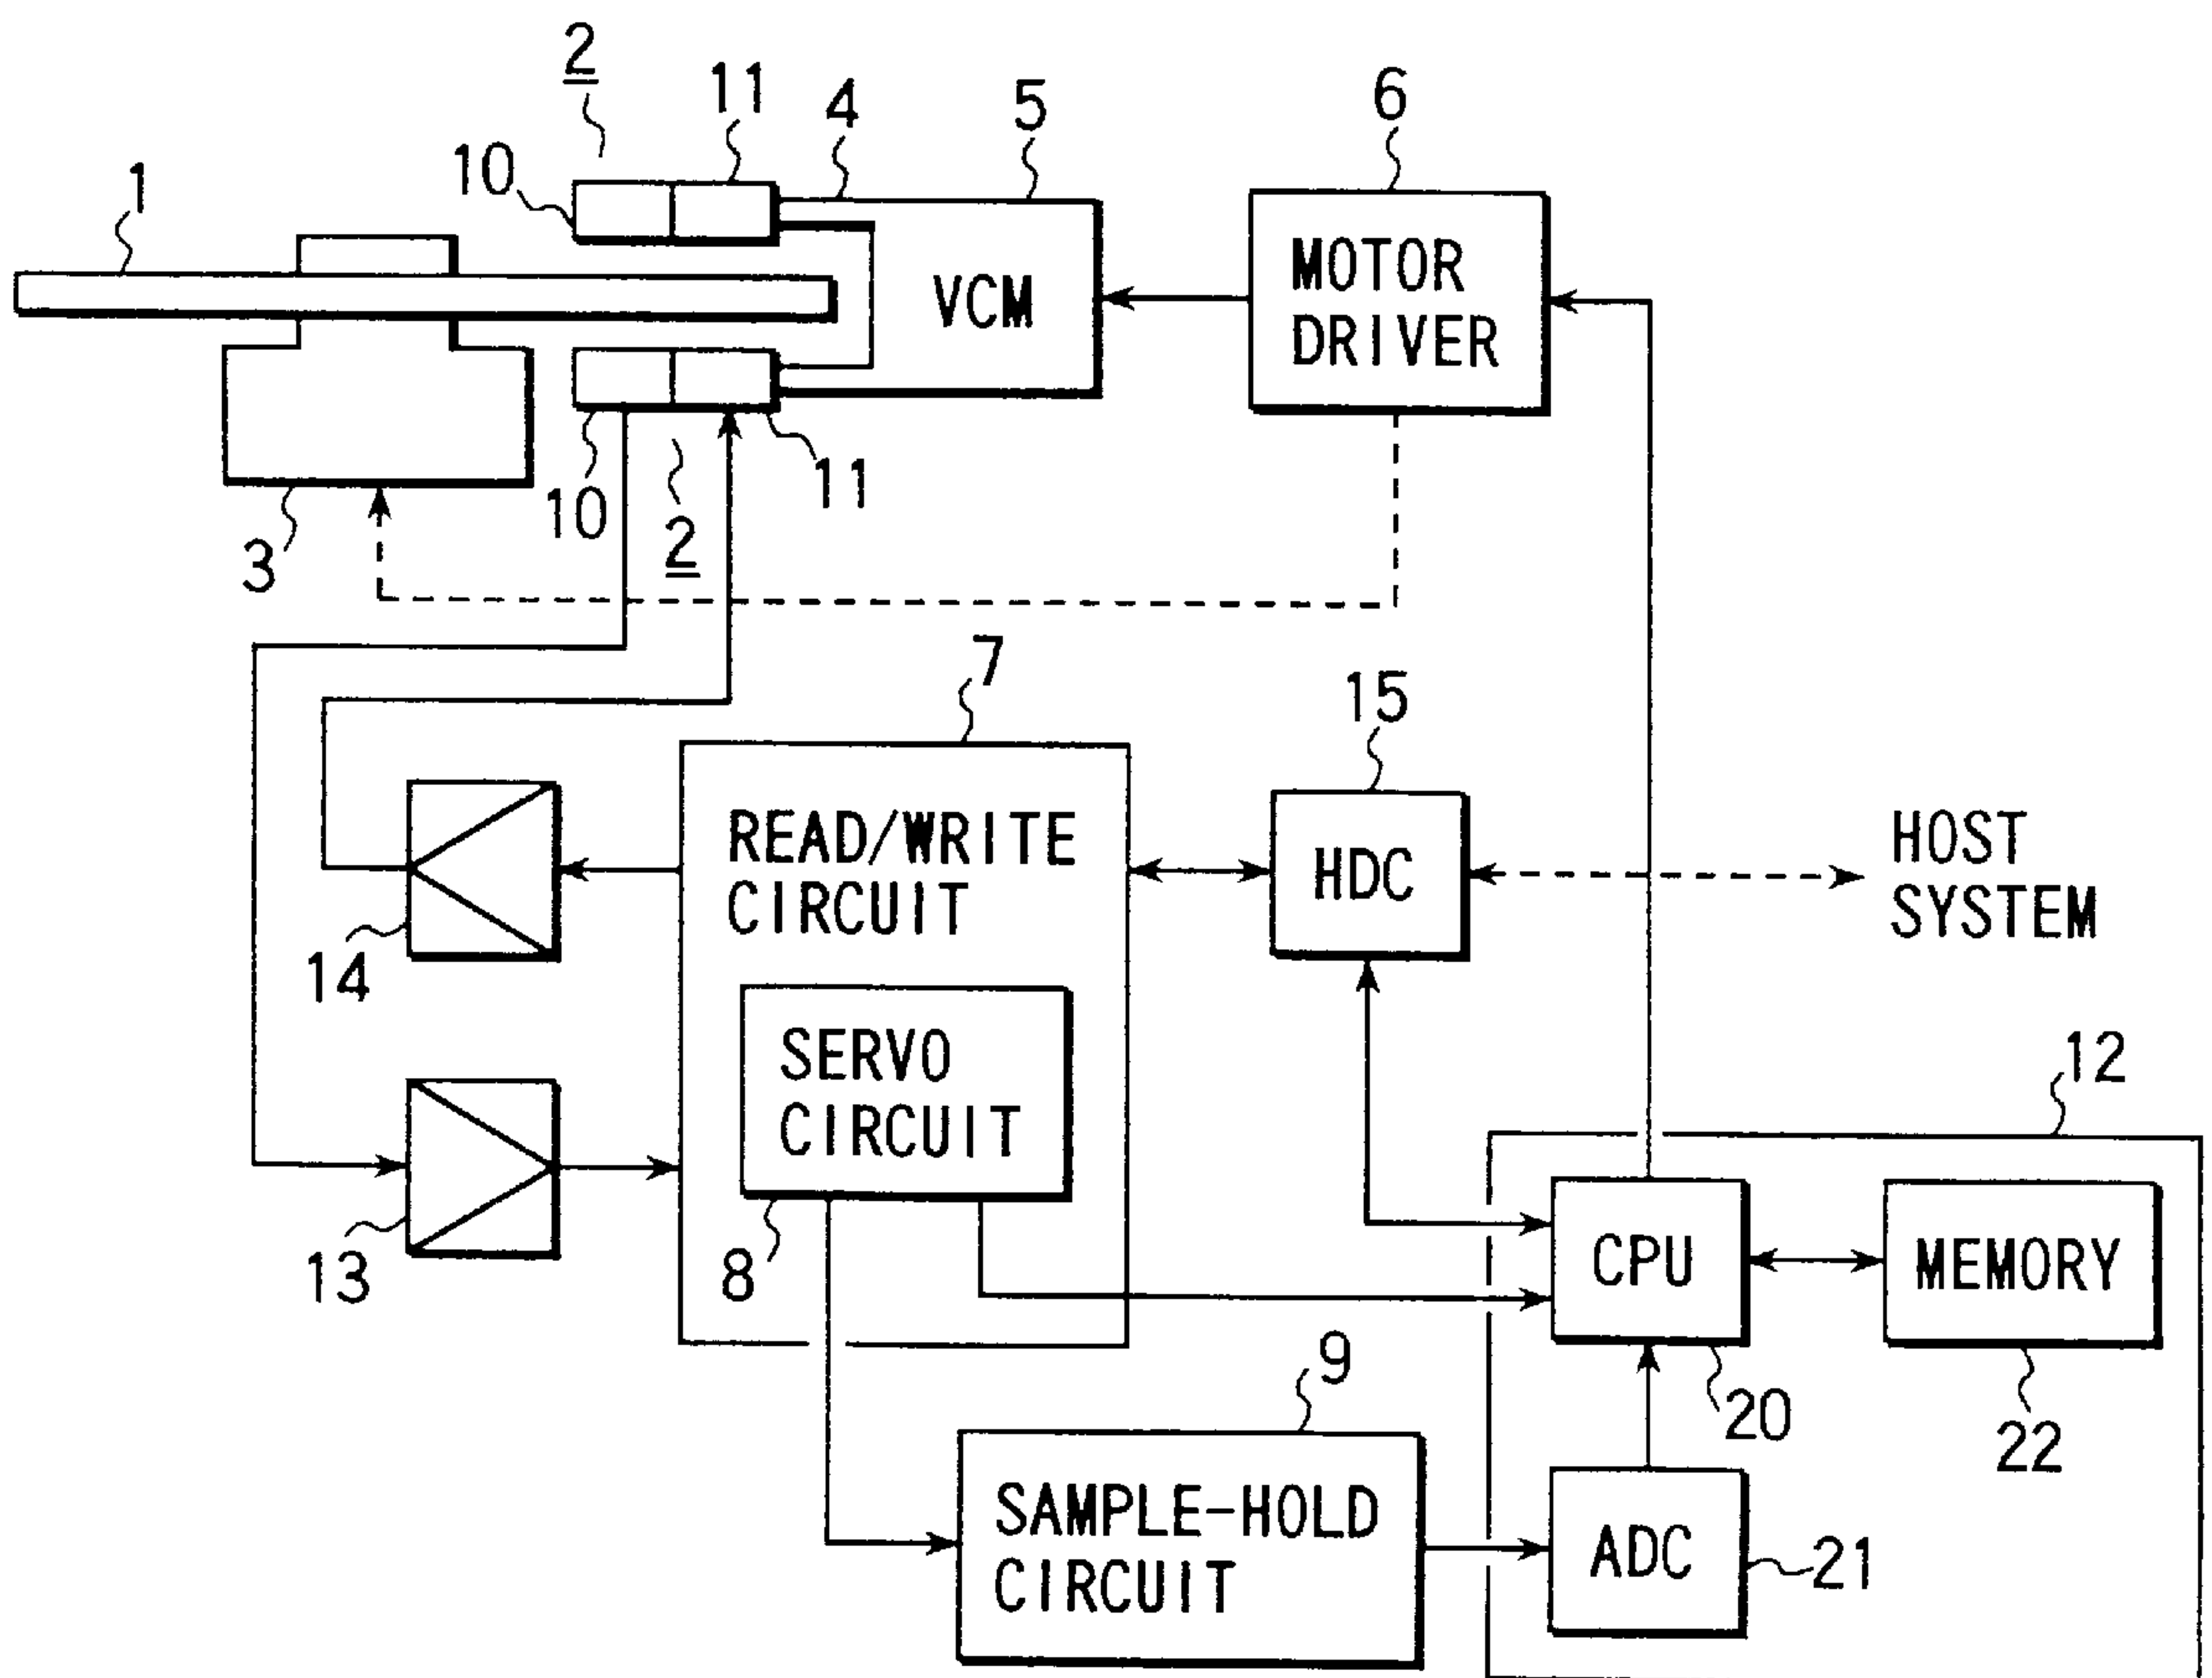 2
11
4
5
6
10
1
VCM
MOTOR
DRIVER
10
2
11
3
7
15
READ/WRITE
CIRCUIT
HDC
HOST
SYSTEM
14
SERVO
CIRCUIT
12
13
8
CPU
MEMORY
9
20
22
SAMPLE-HOLD
CIRCUIT
ADC
21